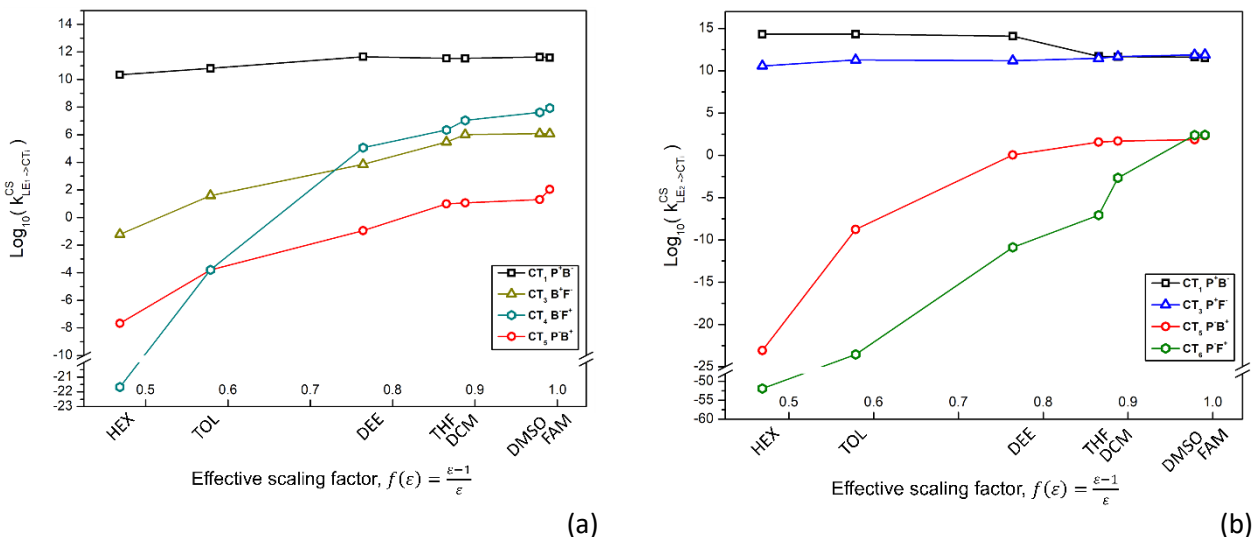 14
12
10
8
6
4
2
0
-2
-4
-6
-8
-10
-21
-22
-23
Log₁₀( k^CS_LE₁->CTᵢ )
CT₁ P⁺B⁻
CT₃ B⁺F⁻
CT₄ B⁻F⁺
CT₅ P⁻B⁺
0.5 0.6 0.7 0.8 0.9 1.0
HEX TOL DEE THF DCM DMSO FAM
Effective scaling factor, f(ε) = (ε−1)/ε
(a)
15
10
5
0
-5
-10
-15
-20
-25
-50
-55
-60
Log₁₀( k^CS_LE₂->CTᵢ )
CT₁ P⁺B⁻
CT₃ P⁺F⁻
CT₅ P⁻B⁺
CT₆ P⁻F⁺
0.5 0.6 0.7 0.8 0.9 1.0
HEX TOL DEE THF DCM DMSO FAM
Effective scaling factor, f(ε) = (ε−1)/ε
(b)